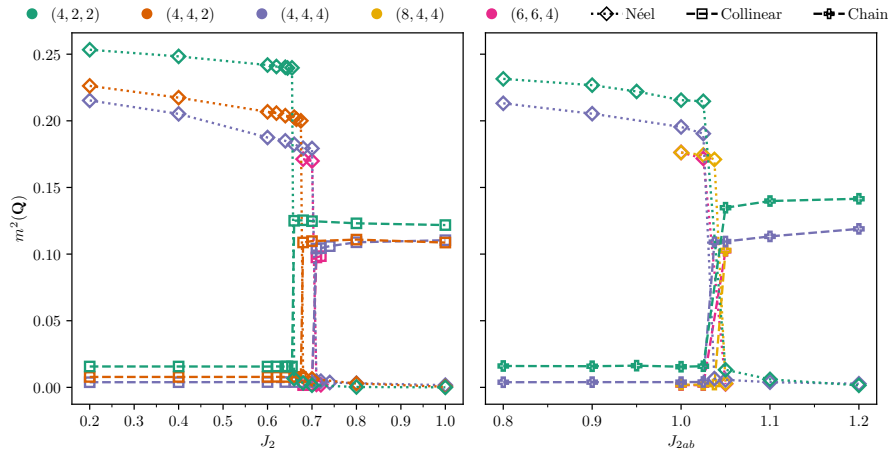 (4, 2, 2) (4, 4, 2) (4, 4, 4) (8, 4, 4) (6, 6, 4) Néel Collinear Chain
m²(Q)
0.25
0.20
0.15
0.10
0.05
0.00
0.2 0.3 0.4 0.5 0.6 0.7 0.8 0.9 1.0
J₂
0.8 0.9 1.0 1.1 1.2
J₂ₐb